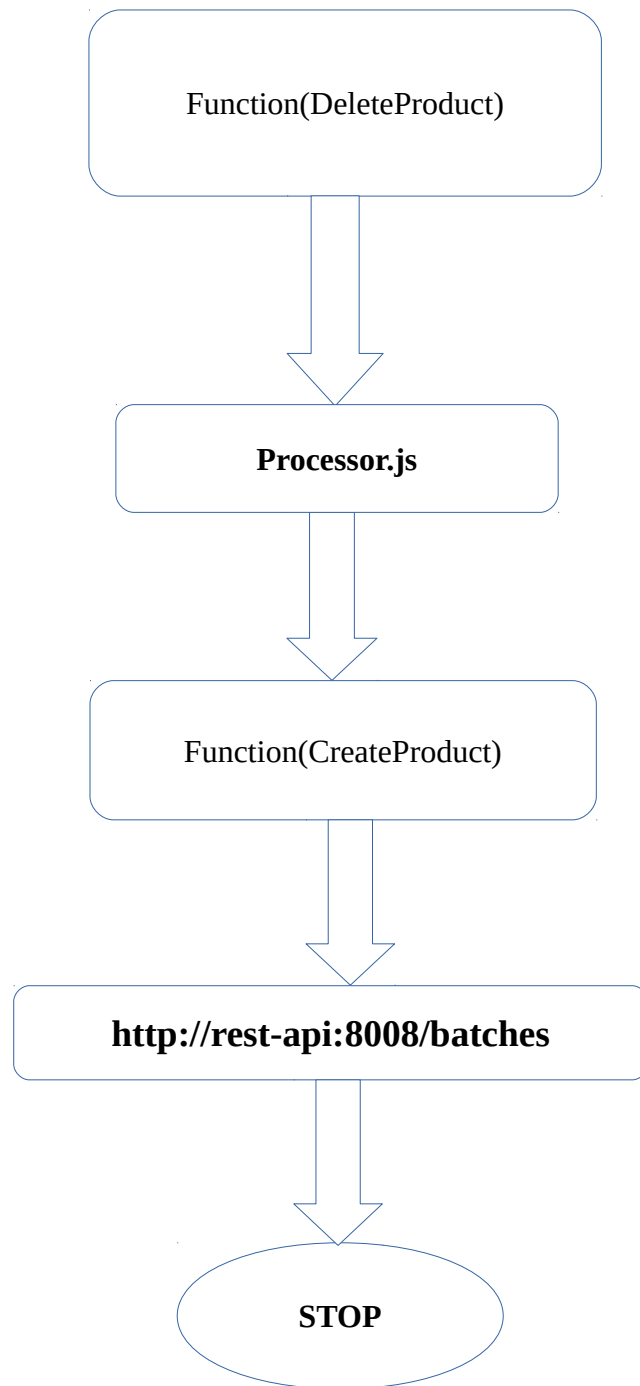 Function(DeleteProduct)
Processor.js
Function(CreateProduct)
http://rest-api:8008/batches
STOP